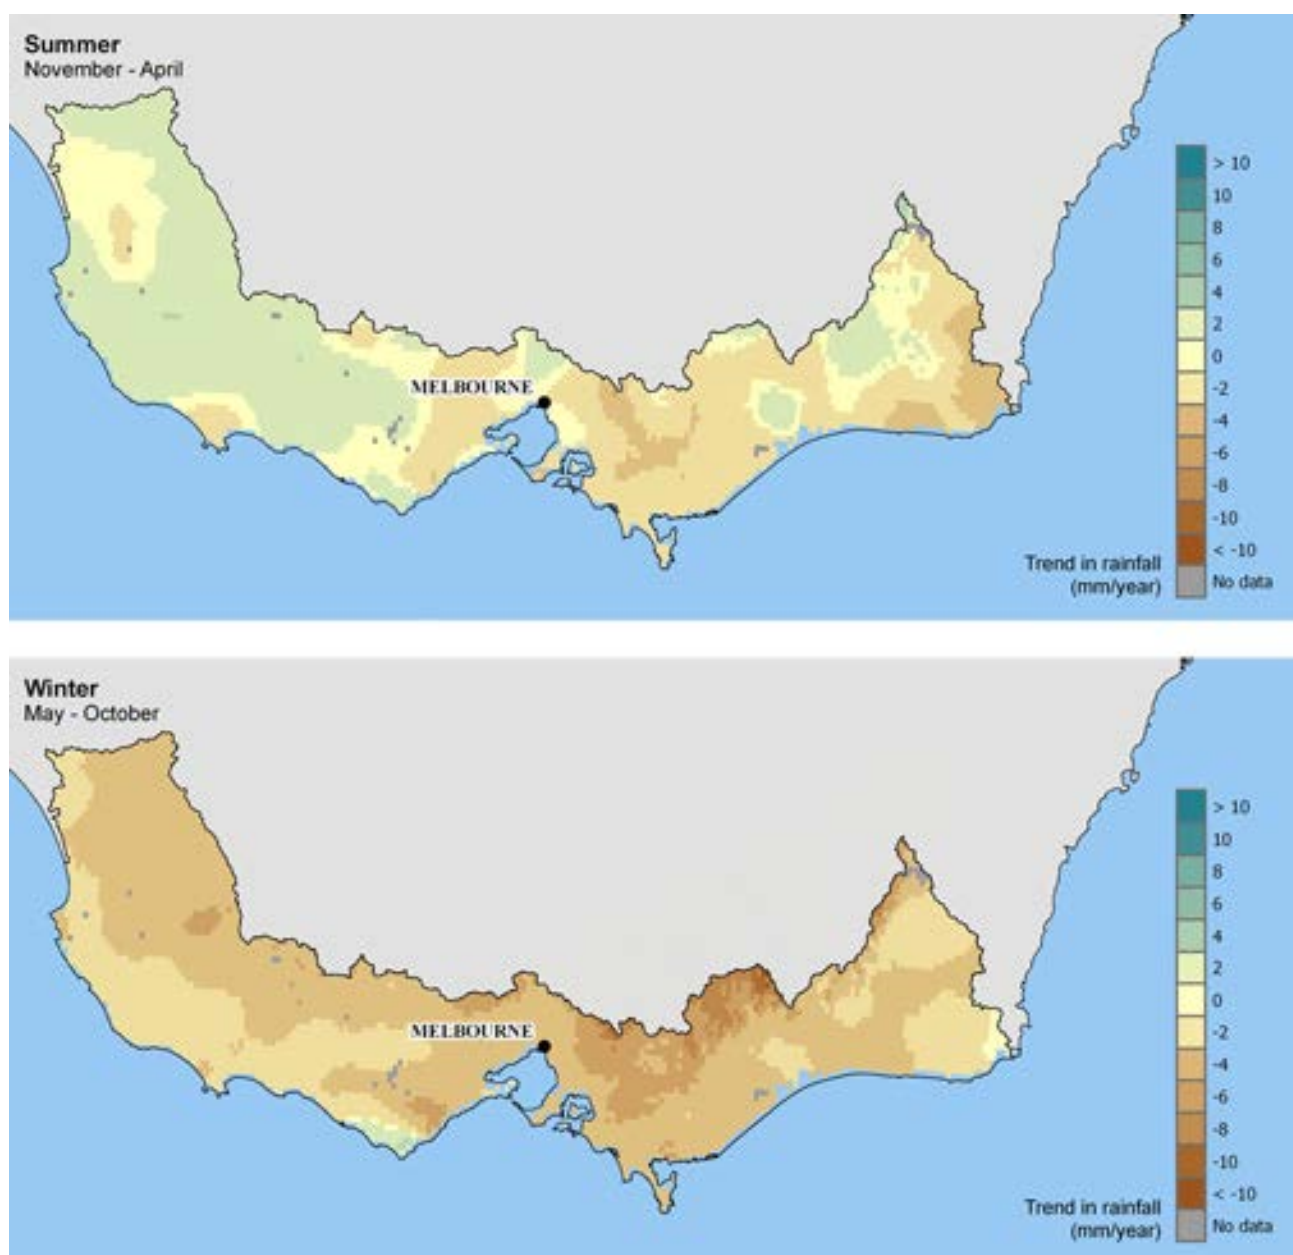 Summer
November - April
MELBOURNE
> 10
10
8
6
4
2
0
-2
-4
-6
-8
-10
< -10
No data
Trend in rainfall
(mm/year)
Winter
May - October
MELBOURNE
> 10
10
8
6
4
2
0
-2
-4
-6
-8
-10
< -10
No data
Trend in rainfall
(mm/year)